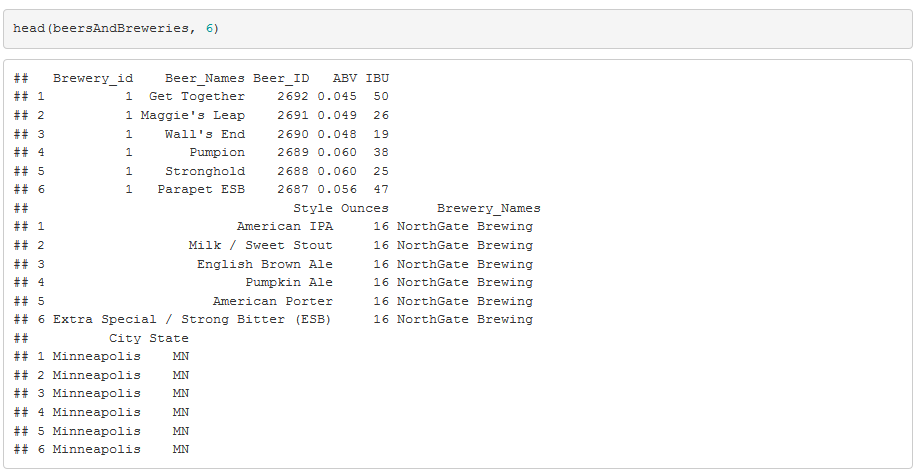 head(beersAndBreweries, 6)
##   Brewery_id    Beer_Names Beer_ID   ABV IBU
## 1          1  Get Together    2692 0.045  50
## 2          1 Maggie's Leap    2691 0.049  26
## 3          1    Wall's End    2690 0.048  19
## 4          1       Pumpion    2689 0.060  38
## 5          1    Stronghold    2688 0.060  25
## 6          1   Parapet ESB    2687 0.056  47
##                                 Style Ounces      Brewery_Names
## 1                        American IPA     16 NorthGate Brewing
## 2                  Milk / Sweet Stout     16 NorthGate Brewing
## 3                   English Brown Ale     16 NorthGate Brewing
## 4                         Pumpkin Ale     16 NorthGate Brewing
## 5                     American Porter     16 NorthGate Brewing
## 6 Extra Special / Strong Bitter (ESB)     16 NorthGate Brewing
##          City State
## 1 Minneapolis    MN
## 2 Minneapolis    MN
## 3 Minneapolis    MN
## 4 Minneapolis    MN
## 5 Minneapolis    MN
## 6 Minneapolis    MN